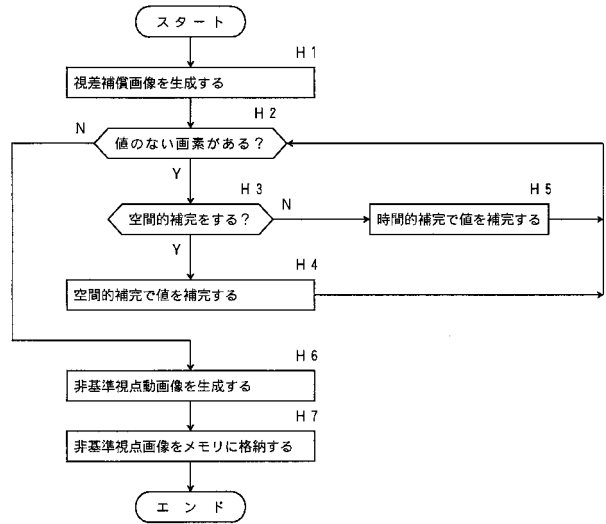 スタート
H1
視差補償画像を生成する
H2
値のない画素がある？
N
Y
H3
空間的補完をする？
N
Y
H5
時間的補完で値を補完する
H4
空間的補完で値を補完する
H6
非基準視点動画像を生成する
H7
非基準視点画像をメモリに格納する
エンド